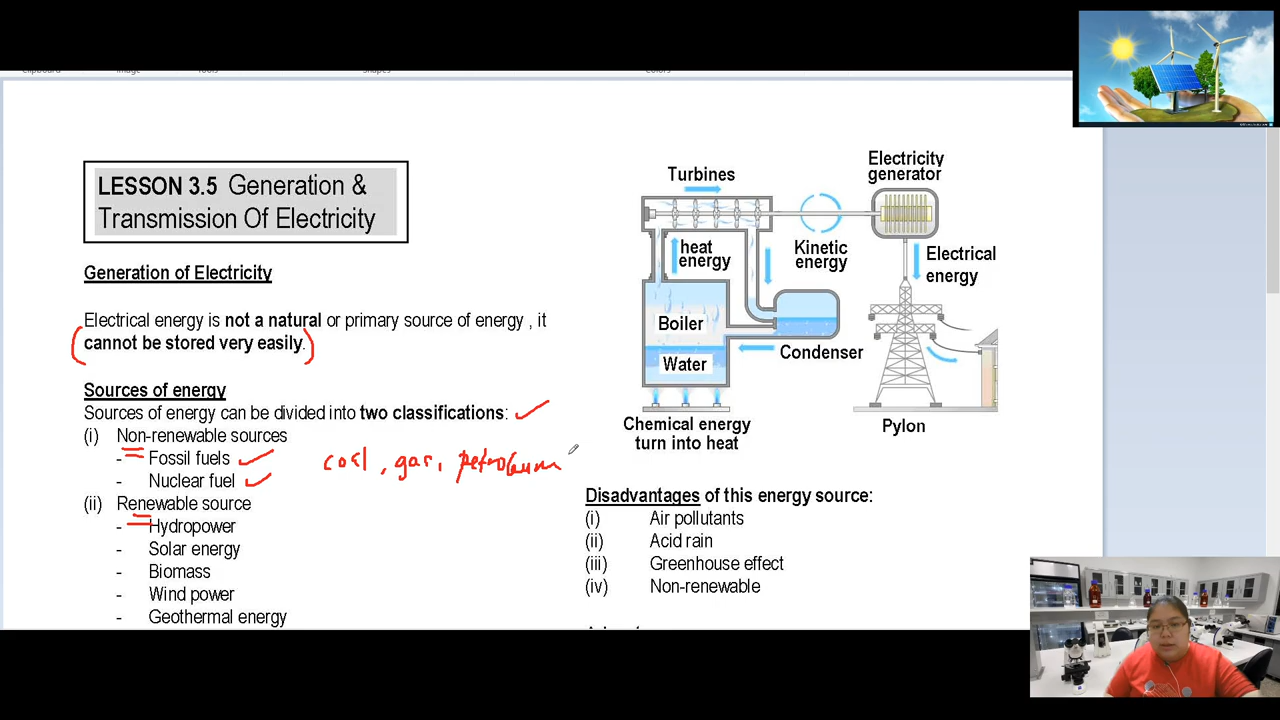 LESSON 3.5 Generation &
Transmission Of Electricity
Generation of Electricity
Electrical energy is not a natural or primary source of energy , it
cannot be stored very easily.
Sources of energy
Sources of energy can be divided into two classifications:
(i) Non-renewable sources
- Fossil fuels
- Nuclear fuel
coal, gas, petroleum
(ii) Renewable source
- Hydropower
- Solar energy
- Biomass
- Wind power
- Geothermal energy
Turbines
Electricity
generator
heat
energy
Kinetic
energy
Electrical
energy
Boiler
Water
Condenser
Chemical energy
turn into heat
Pylon
Disadvantages of this energy source:
(i) Air pollutants
(ii) Acid rain
(iii) Greenhouse effect
(iv) Non-renewable